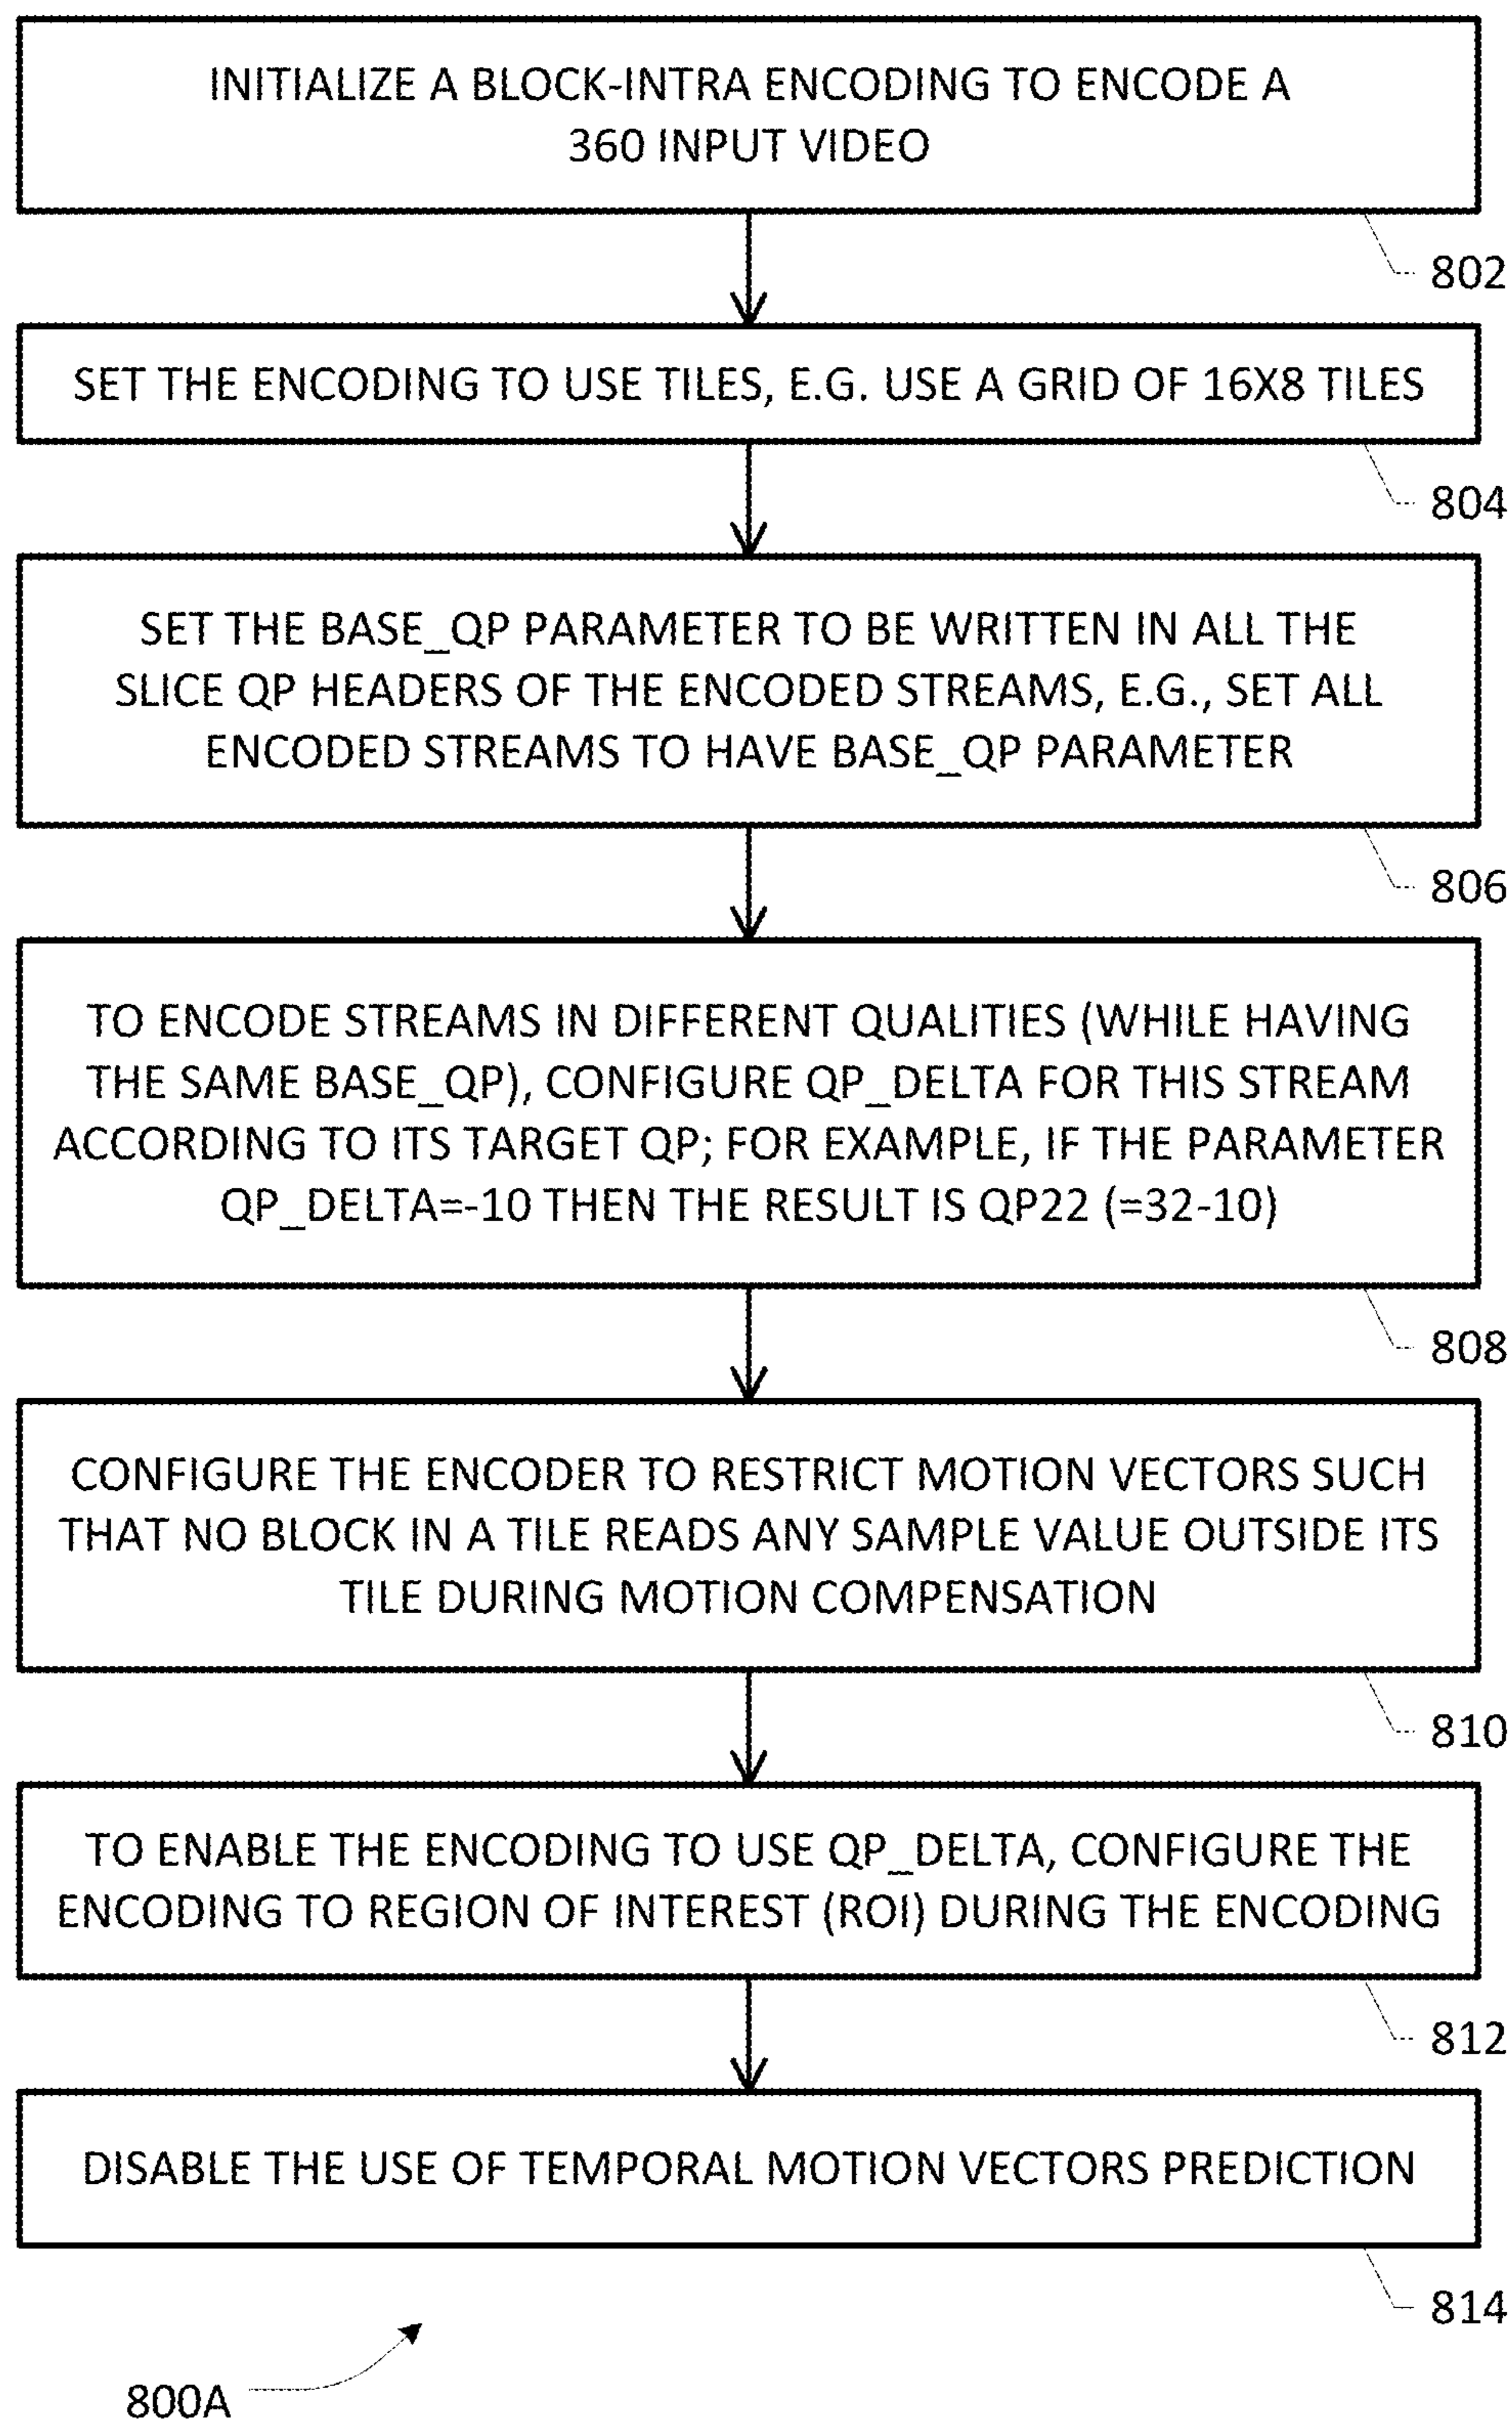 INITIALIZE A BLOCK-INTRA ENCODING TO ENCODE A
360 INPUT VIDEO
802
SET THE ENCODING TO USE TILES, E.G. USE A GRID OF 16X8 TILES
804
SET THE BASE_QP PARAMETER TO BE WRITTEN IN ALL THE
SLICE QP HEADERS OF THE ENCODED STREAMS, E.G., SET ALL
ENCODED STREAMS TO HAVE BASE_QP PARAMETER
806
TO ENCODE STREAMS IN DIFFERENT QUALITIES (WHILE HAVING
THE SAME BASE_QP), CONFIGURE QP_DELTA FOR THIS STREAM
ACCORDING TO ITS TARGET QP; FOR EXAMPLE, IF THE PARAMETER
QP_DELTA=-10 THEN THE RESULT IS QP22 (=32-10)
808
CONFIGURE THE ENCODER TO RESTRICT MOTION VECTORS SUCH
THAT NO BLOCK IN A TILE READS ANY SAMPLE VALUE OUTSIDE ITS
TILE DURING MOTION COMPENSATION
810
TO ENABLE THE ENCODING TO USE QP_DELTA, CONFIGURE THE
ENCODING TO REGION OF INTEREST (ROI) DURING THE ENCODING
812
DISABLE THE USE OF TEMPORAL MOTION VECTORS PREDICTION
814
800A